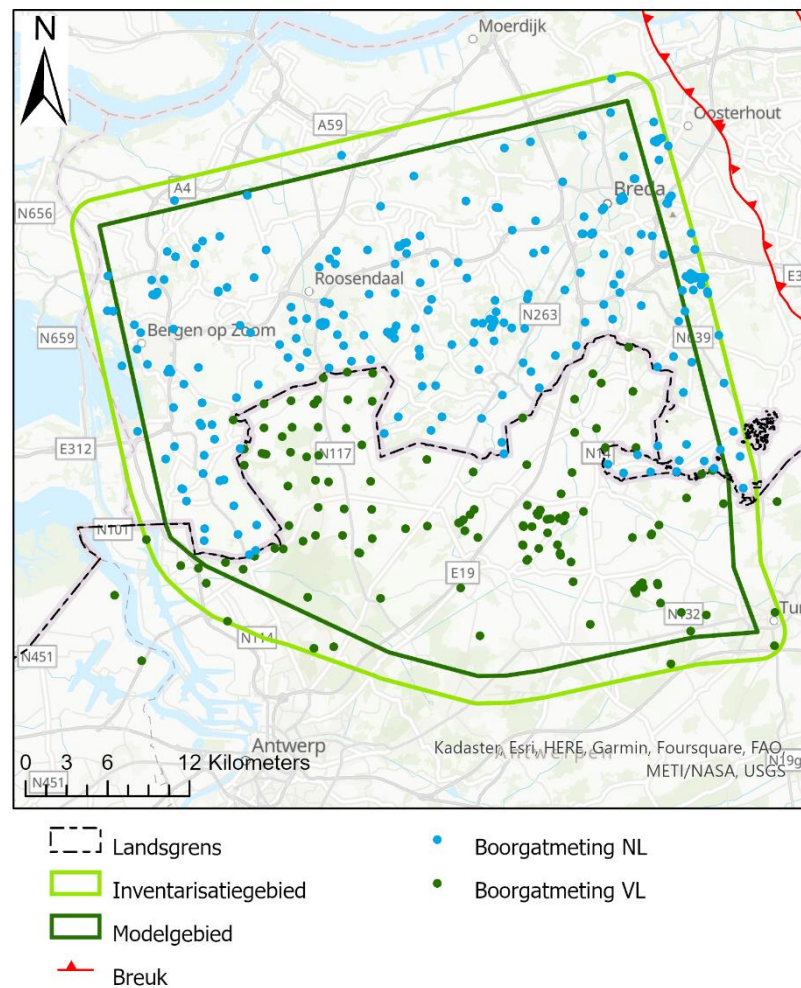 N
Moerdijk
A59
Oosterhout
A4
Breda
N656
E3
Roosendaal
N263
N659
Bergen op Zoom
N639
E312
N117
N14
N101
E19
N132
Tur
N114
N451
Antwerp
Antwerpen
Kadaster, Esri, HERE, Garmin, Foursquare, FAO,
METI/NASA, USGS
N19g
0 3 6 12 Kilometers
N451
Landsgrens
Boorgatmeting NL
Inventarisatiegebied
Boorgatmeting VL
Modelgebied
Breuk